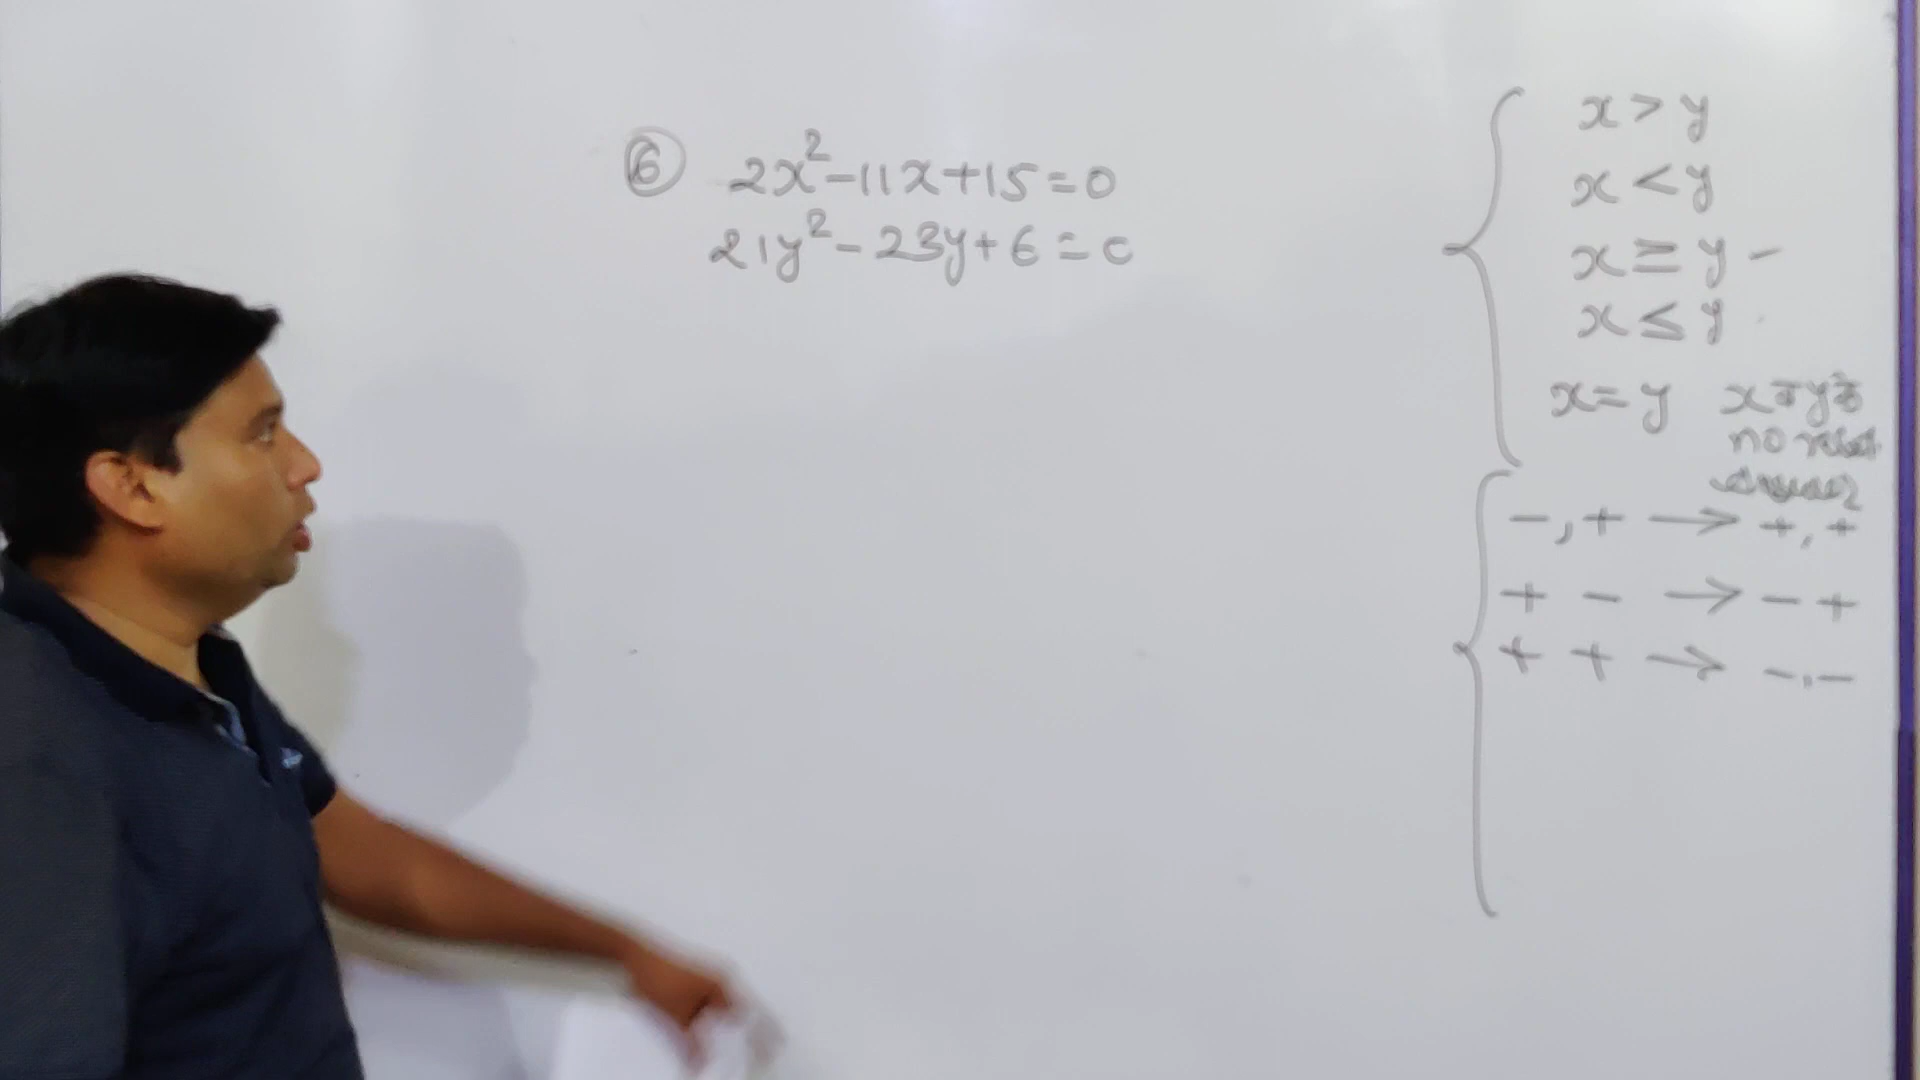 ⑥ 2x²-11x+15=0
21y²-23y+6=0
x>y
x<y
x≥y -
x≤y
x=y
no
-,+ → +,+
+ - → - +
+ + → -,-